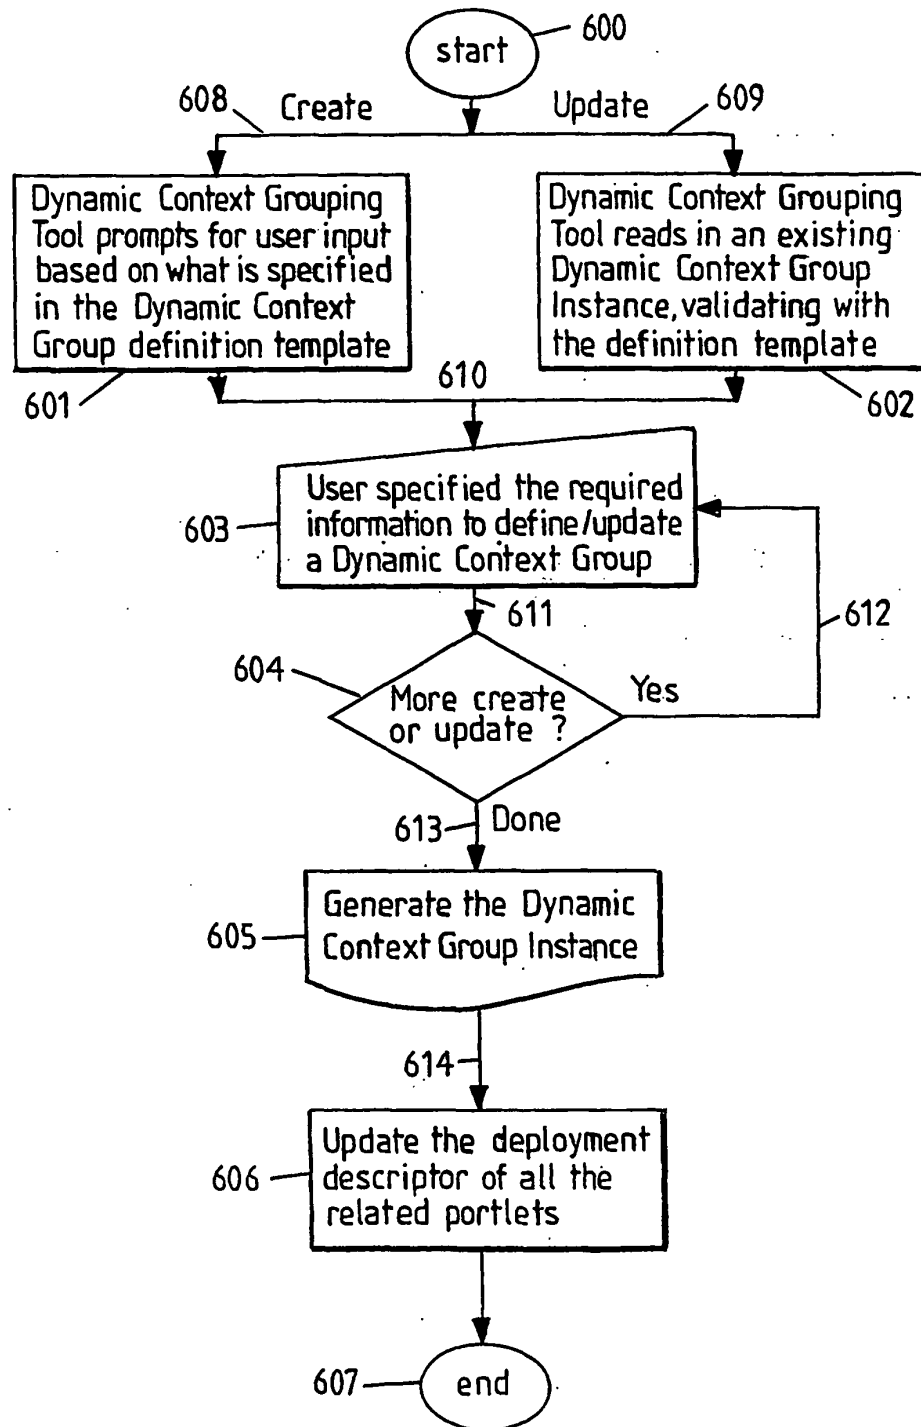 start
600
608
Create
Update
609
Dynamic Context Grouping
Tool prompts for user input
based on what is specified
in the Dynamic Context
Group definition template
Dynamic Context Grouping
Tool reads in an existing
Dynamic Context Group
Instance, validating with
the definition template
601
610
602
603
User specified the required
information to define/update
a Dynamic Context Group
611
612
604
More create
or update ?
Yes
613
Done
605
Generate the Dynamic
Context Group Instance
614
606
Update the deployment
descriptor of all the
related portlets
607
end